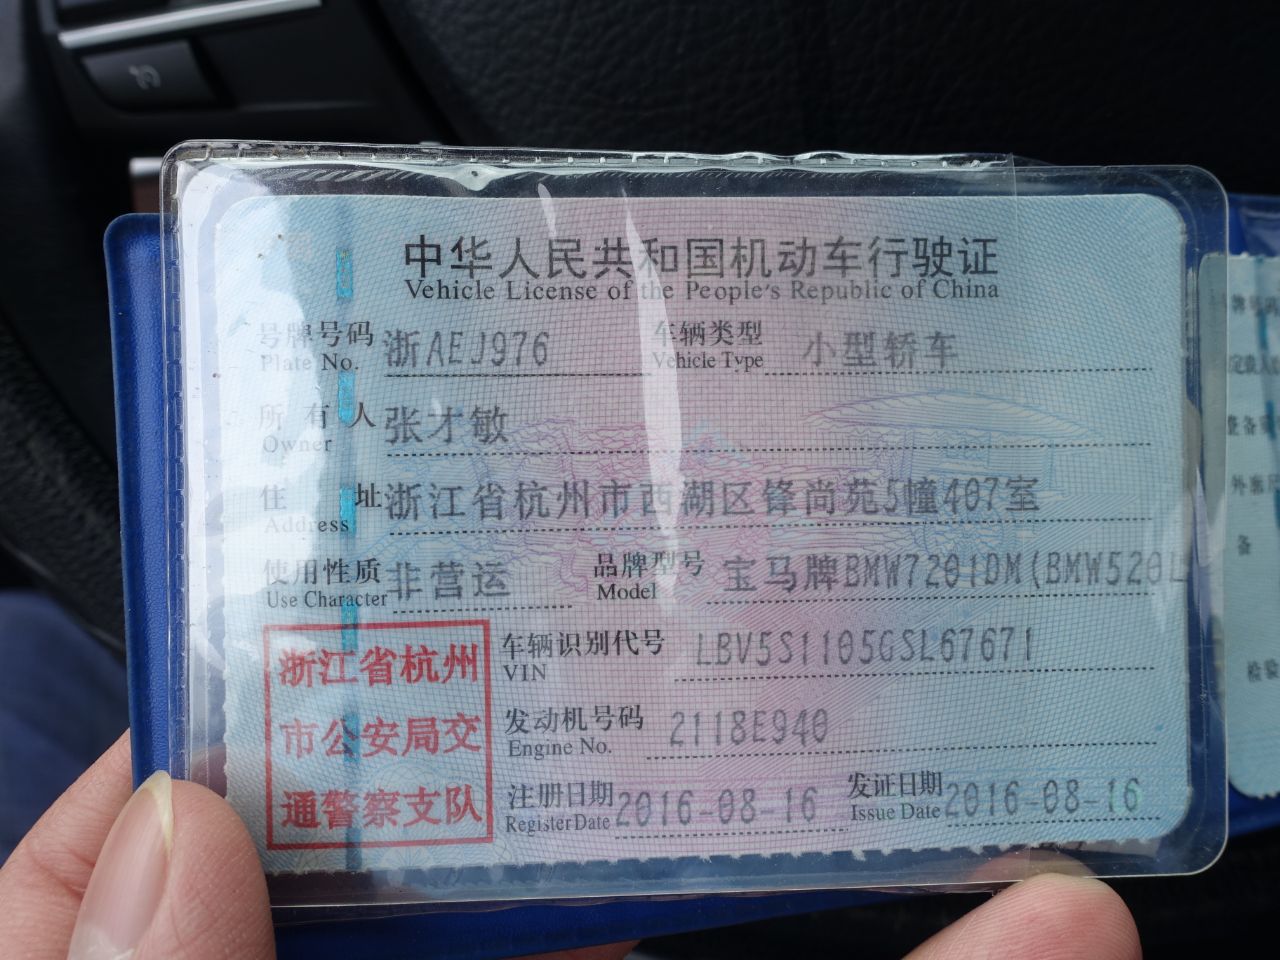 中华人民共和国机动车行驶证
Vehicle License of the People's Republic of China
号牌号码 浙AEJ976 车辆类型 小型轿车
Plate No. Vehicle Type
所有人 张才敏
Owner
住址 浙江省杭州市西湖区锋尚苑5幢407室
Address
使用性质 非营运 品牌型号 宝马牌BMW7201DM(BMW520L
Use Character Model
浙江省杭州
市公安局交
通警察支队
车辆识别代号 LBV5S1105GSL67671
VIN
发动机号码 2118E940
Engine No.
注册日期 2016-08-16 发证日期 2016-08-16
Register Date Issue Date
备
检验